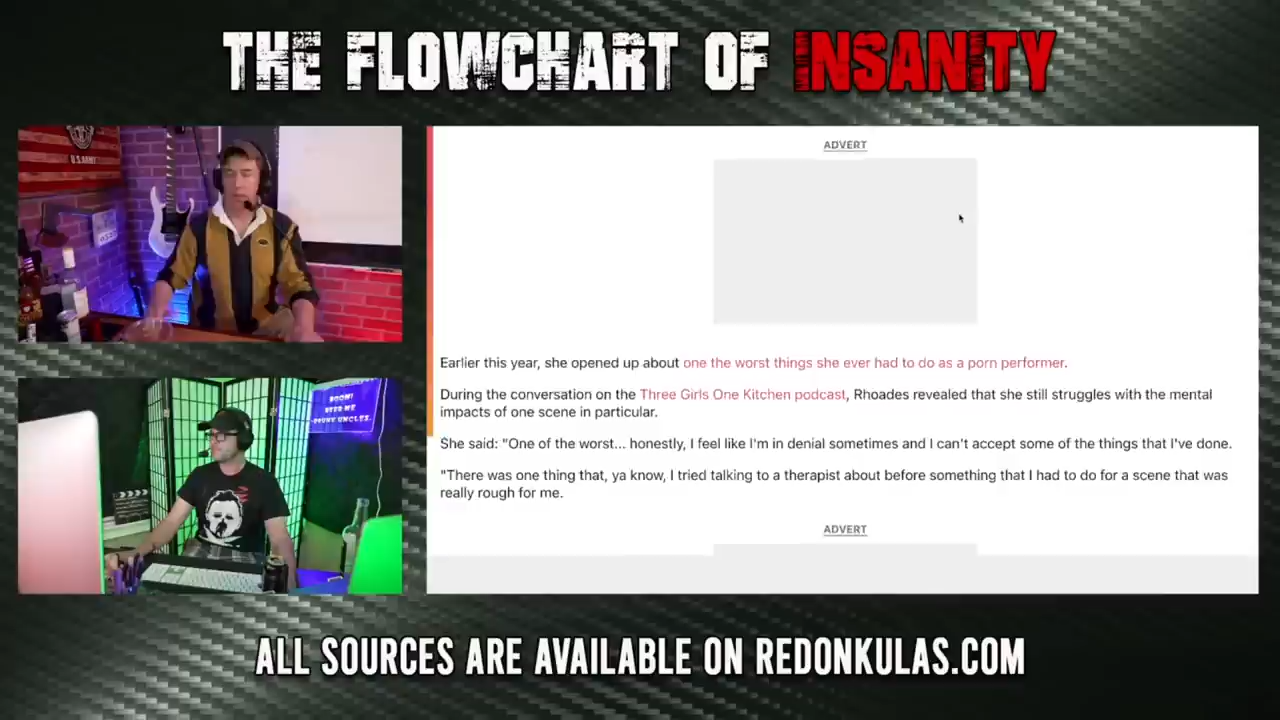 THE FLOWCHART OF INSANITY
U.S. ARMY
BOOM!
ADVERT
Earlier this year, she opened up about one the worst things she ever had to do as a porn performer.
During the conversation on the Three Girls One Kitchen podcast, Rhoades revealed that she still struggles with the mental
impacts of one scene in particular.
She said: "One of the worst... honestly, I feel like I'm in denial sometimes and I can't accept some of the things that I've done.
"There was one thing that, ya know, I tried talking to a therapist about before something that I had to do for a scene that was
really rough for me.
ADVERT
ALL SOURCES ARE AVAILABLE ON REDONKULAS.COM